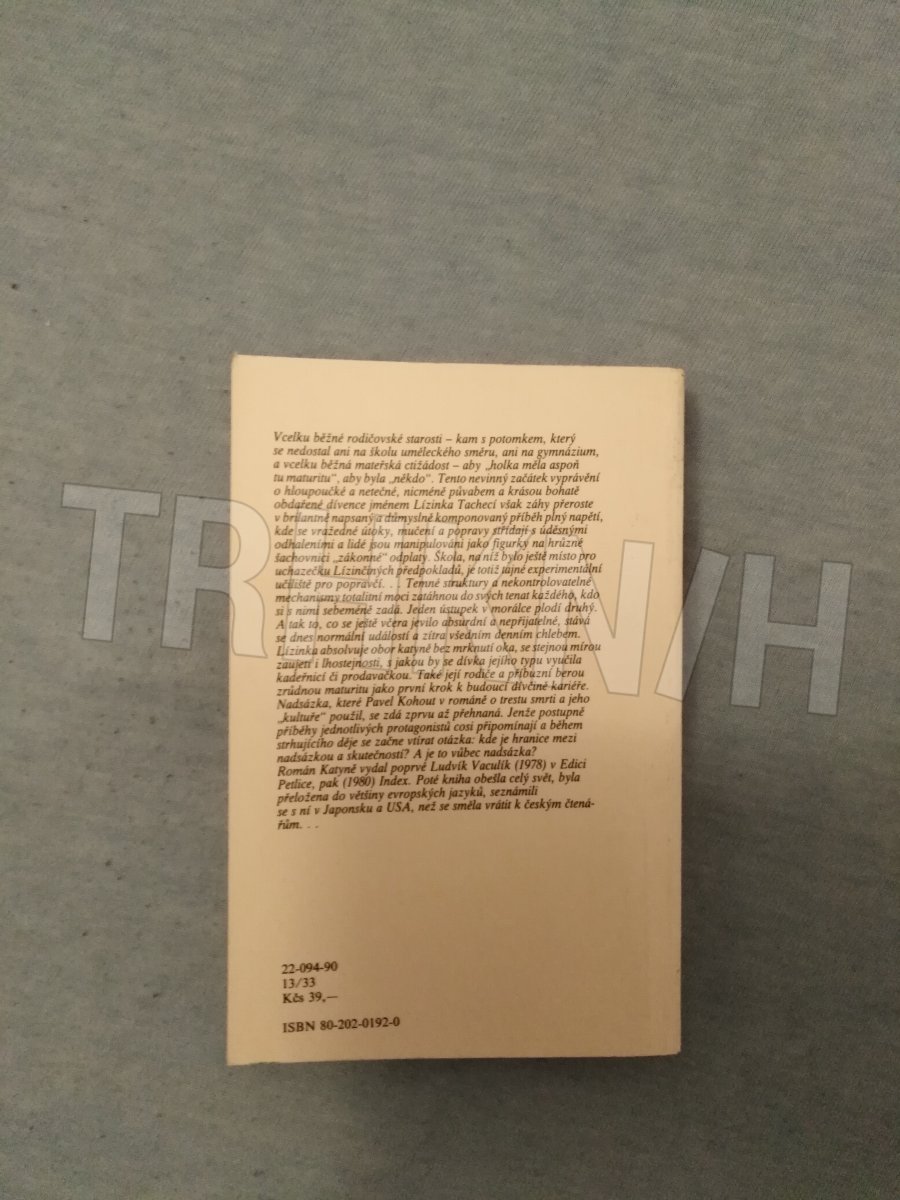 Vcelku běžné rodičovské starosti – kam s potomkem, který
se nedostal ani na školu uměleckého směru, ani na gymnázium,
a vcelku běžná mateřská ctižádost – aby „holka měla aspoň
tu maturitu“, aby byla „někdo“. Tento nevinný začátek vyprávění
o hloupoučké a netečné, nicméně půvabem a krásou bohatě
obdařené dívence jménem Lízinka Tachecí však záhy přeroste
v brilantně napsaný a důmyslně komponovaný příběh plný napětí,
kde se vražedné útoky, mučení a popravy střídají s úděsnými
odhaleními a lidé jsou manipulováni jako figurky na hrůzné
šachovnici „zákonné“ odplaty. Škola, na níž bylo ještě místo pro
uchazečku Lízinčiných předpokladů, je totiž tajné experimentální
učiliště pro popravčí. . . Temné struktury a nekontrolovatelné
mechanismy totalitní moci zatáhnou do svých tenat každého, kdo
si s nimi sebeméně zadá. Jeden ústupek v morálce plodí druhý.
A tak to, co se ještě včera jevilo absurdní a nepřijatelné, stává
se dnes normální událostí a zítra všedním denním chlebem.
Lízinka absolvuje obor katyně bez mrknutí oka, se stejnou mírou
zaujetí i lhostejnosti, s jakou by se dívka jejího typu vyučila
kadeřnicí či prodavačkou. Také její rodiče a příbuzní berou
zrůdnou maturitu jako první krok k budoucí dívčině kariéře.
Nadsázka, které Pavel Kohout v románě o trestu smrti a jeho
„kultuře“ použil, se zdá zprvu až přehnaná. Jenže postupně
příběhy jednotlivých protagonistů cosi připomínají a během
strhujícího děje se začne vtírat otázka: kde je hranice mezi
nadsázkou a skutečností? A je to vůbec nadsázka?
Román Katyně vydal poprvé Ludvík Vaculík (1978) v Edici
Petlice, pak (1980) Index. Poté kniha obešla celý svět, byla
přeložena do většiny evropských jazyků, seznámili
se s ní v Japonsku a USA, než se směla vrátit k českým čtená-
řům. . .
22-094-90
13/33
Kčs 39,—
ISBN 80-202-0192-0